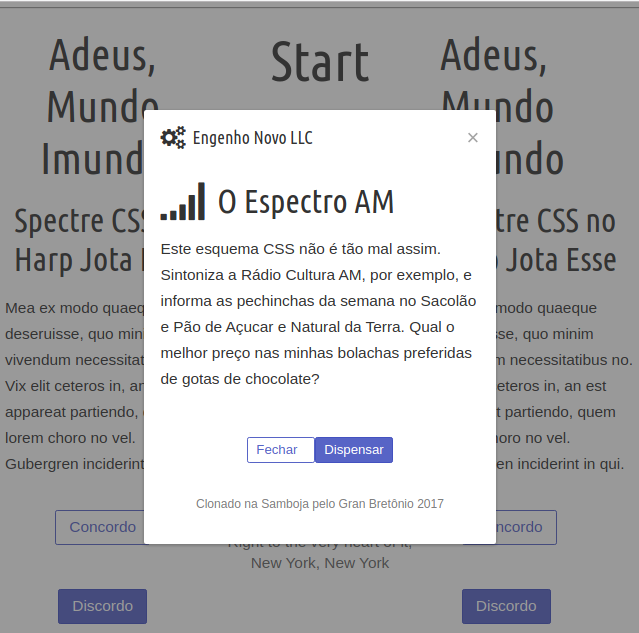 Adeus,
Mundo
Imund
Spectre CSS
Harp Jota
Mea ex modo quaeq
deseruisse, quo min
vivendum necessitat
Vix elit ceteros in, an
appareat partiendo,
lorem choro no vel.
Gubergren inciderint
Concordo
Discordo
Start
Engenho Novo LLC
×
O Espectro AM
Este esquema CSS não é tão mal assim.
Sintoniza a Rádio Cultura AM, por exemplo, e
informa as pechinchas da semana no Sacolão
e Pão de Açucar e Natural da Terra. Qual o
melhor preço nas minhas bolachas preferidas
de gotas de chocolate?
Fechar
Dispensar
Clonado na Samboja pelo Gran Bretônio 2017
Right to the very heart of it,
New York, New York
Adeus,
Mundo
undo
tre CSS no
Jota Esse
modo quaeque
sse, quo minim
m necessitatibus no.
eteros in, an est
t partiendo, quem
horo no vel.
en inciderint in qui.
ncordo
Discordo